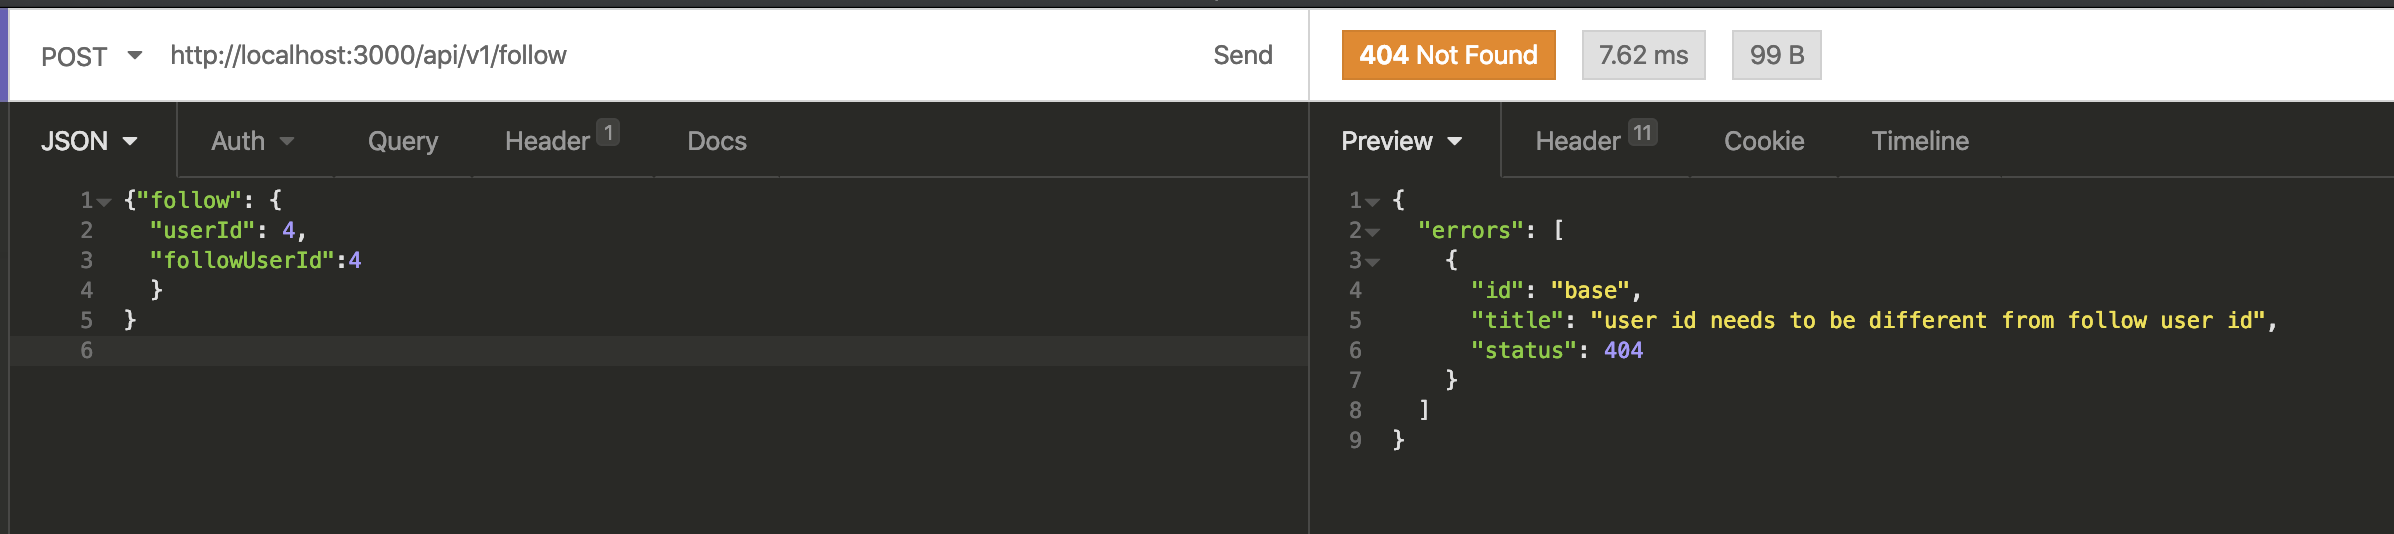 POST http://localhost:3000/api/v1/follow Send
404 Not Found 7.62 ms 99 B
JSON Auth Query Header 1 Docs
1 {"follow": {
2 "userId": 4,
3 "followUserId":4
4 }
5 }
6
Preview Header 11 Cookie Timeline
1 {
2 "errors": [
3 {
4 "id": "base",
5 "title": "user id needs to be different from follow user id",
6 "status": 404
7 }
8 ]
9 }